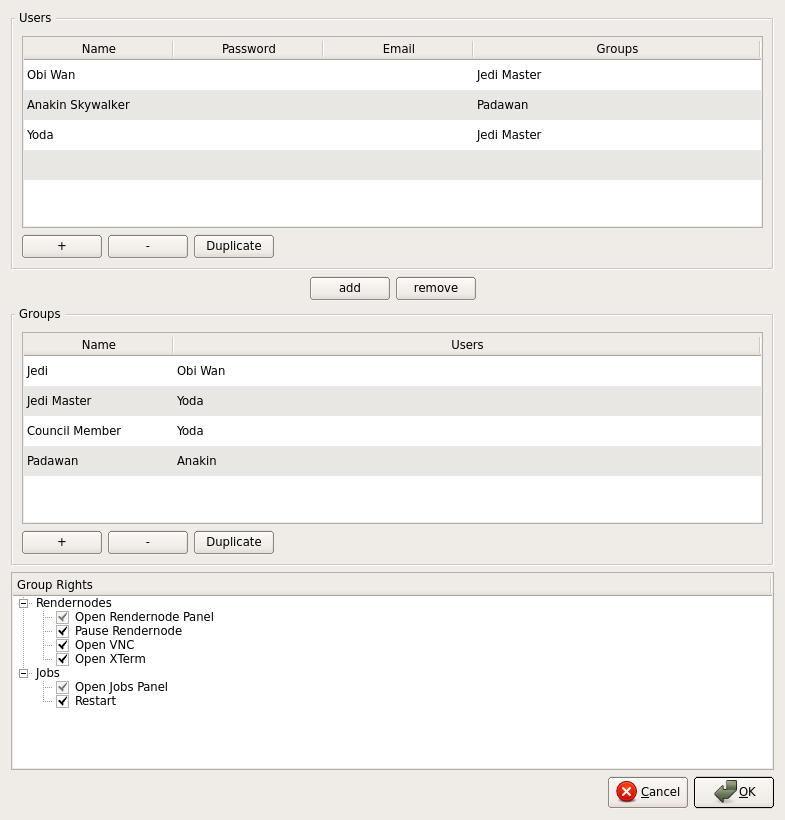 Users
Name Password Email Groups
Obi Wan Jedi Master
Anakin Skywalker Padawan
Yoda Jedi Master
+ - Duplicate
add remove
Groups
Name Users
Jedi Obi Wan
Jedi Master Yoda
Council Member Yoda
Padawan Anakin
+ - Duplicate
Group Rights
Rendernodes
Open Rendernode Panel
Pause Rendernode
Open VNC
Open XTerm
Jobs
Open Jobs Panel
Restart
Cancel OK